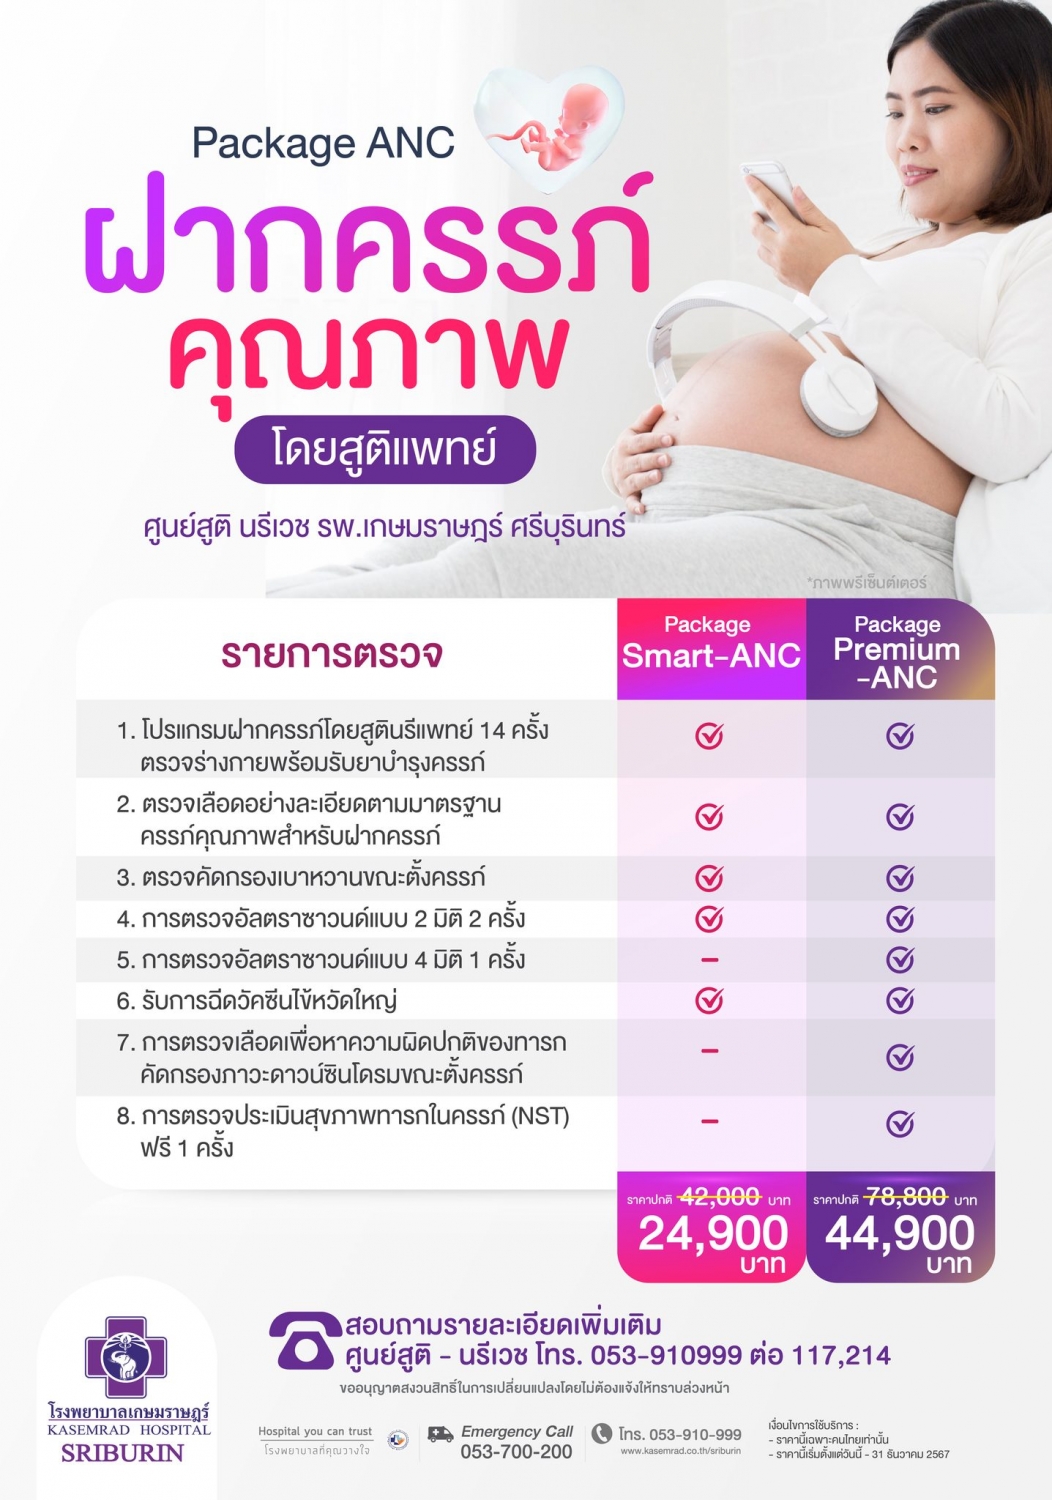 Package ANC
ฝากครรภ์
คุณภาพ
โดยสูติแพทย์
ศูนย์สูติ นรีเวช รพ.เกษมราษฎร์ ศรีบุรินทร์
*ภาพพรีเซ็นต์เตอร์
รายการตรวจ
Package
Smart-ANC
Package
Premium
-ANC
1. โปรแกรมฝากครรภ์โดยสูตินรีแพทย์ 14 ครั้ง
ตรวจร่างกายพร้อมรับยาบำรุงครรภ์
2. ตรวจเลือดอย่างละเอียดตามมาตรฐาน
ครรภ์คุณภาพสำหรับฝากครรภ์
3. ตรวจคัดกรองเบาหวานขณะตั้งครรภ์
4. การตรวจอัลตราซาวนด์แบบ 2 มิติ 2 ครั้ง
5. การตรวจอัลตราซาวนด์แบบ 4 มิติ 1 ครั้ง
-
6. รับการฉีดวัคซีนไข้หวัดใหญ่
7. การตรวจเลือดเพื่อหาความผิดปกติของทารก
คัดกรองภาวะดาวน์ซินโดรมขณะตั้งครรภ์
-
8. การตรวจประเมินสุขภาพทารกในครรภ์ (NST)
ฟรี 1 ครั้ง
-
ราคาปกติ 42,000 บาท
24,900
บาท
ราคาปกติ 78,800 บาท
44,900
บาท
สอบถามรายละเอียดเพิ่มเติม
ศูนย์สูติ - นรีเวช โทร. 053-910999 ต่อ 117,214
ขออนุญาตสงวนสิทธิ์ในการเปลี่ยนแปลงโดยไม่ต้องแจ้งให้ทราบล่วงหน้า
โรงพยาบาลเกษมราษฎร์
KASEMRAD HOSPITAL
SRIBURIN
Hospital you can trust
โรงพยาบาลที่คุณวางใจ
Emergency Call
053-700-200
โทร. 053-910-999
www.kasemrad.co.th/sriburin
เงื่อนไขการใช้บริการ :
- ราคานี้เฉพาะคนไทยเท่านั้น
- ราคานี้เริ่มตั้งแต่วันนี้ - 31 ธันวาคม 2567